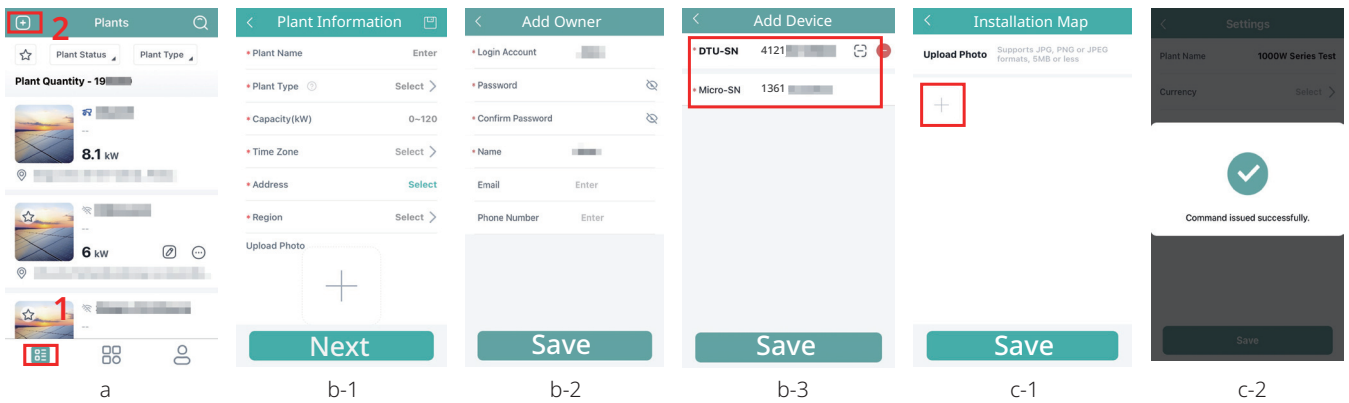 Plants
2
Plant Status
Plant Type
Plant Quantity - 19
--
8.1 kW
--
6 kW
1
--
a
Plant Information
* Plant Name Enter
* Plant Type Select
* Capacity(kW) 0~120
* Time Zone Select
* Address Select
* Region Select
Upload Photo
Next
b-1
Add Owner
* Login Account
* Password
* Confirm Password
* Name
Email Enter
Phone Number Enter
Save
b-2
Add Device
* DTU-SN 4121
* Micro-SN 1361
Save
b-3
Installation Map
Upload Photo Supports JPG, PNG or JPEG
formats, 5MB or less
Save
c-1
Settings
Plant Name 1000W Series Test
Currency Select
Command issued successfully.
Save
c-2